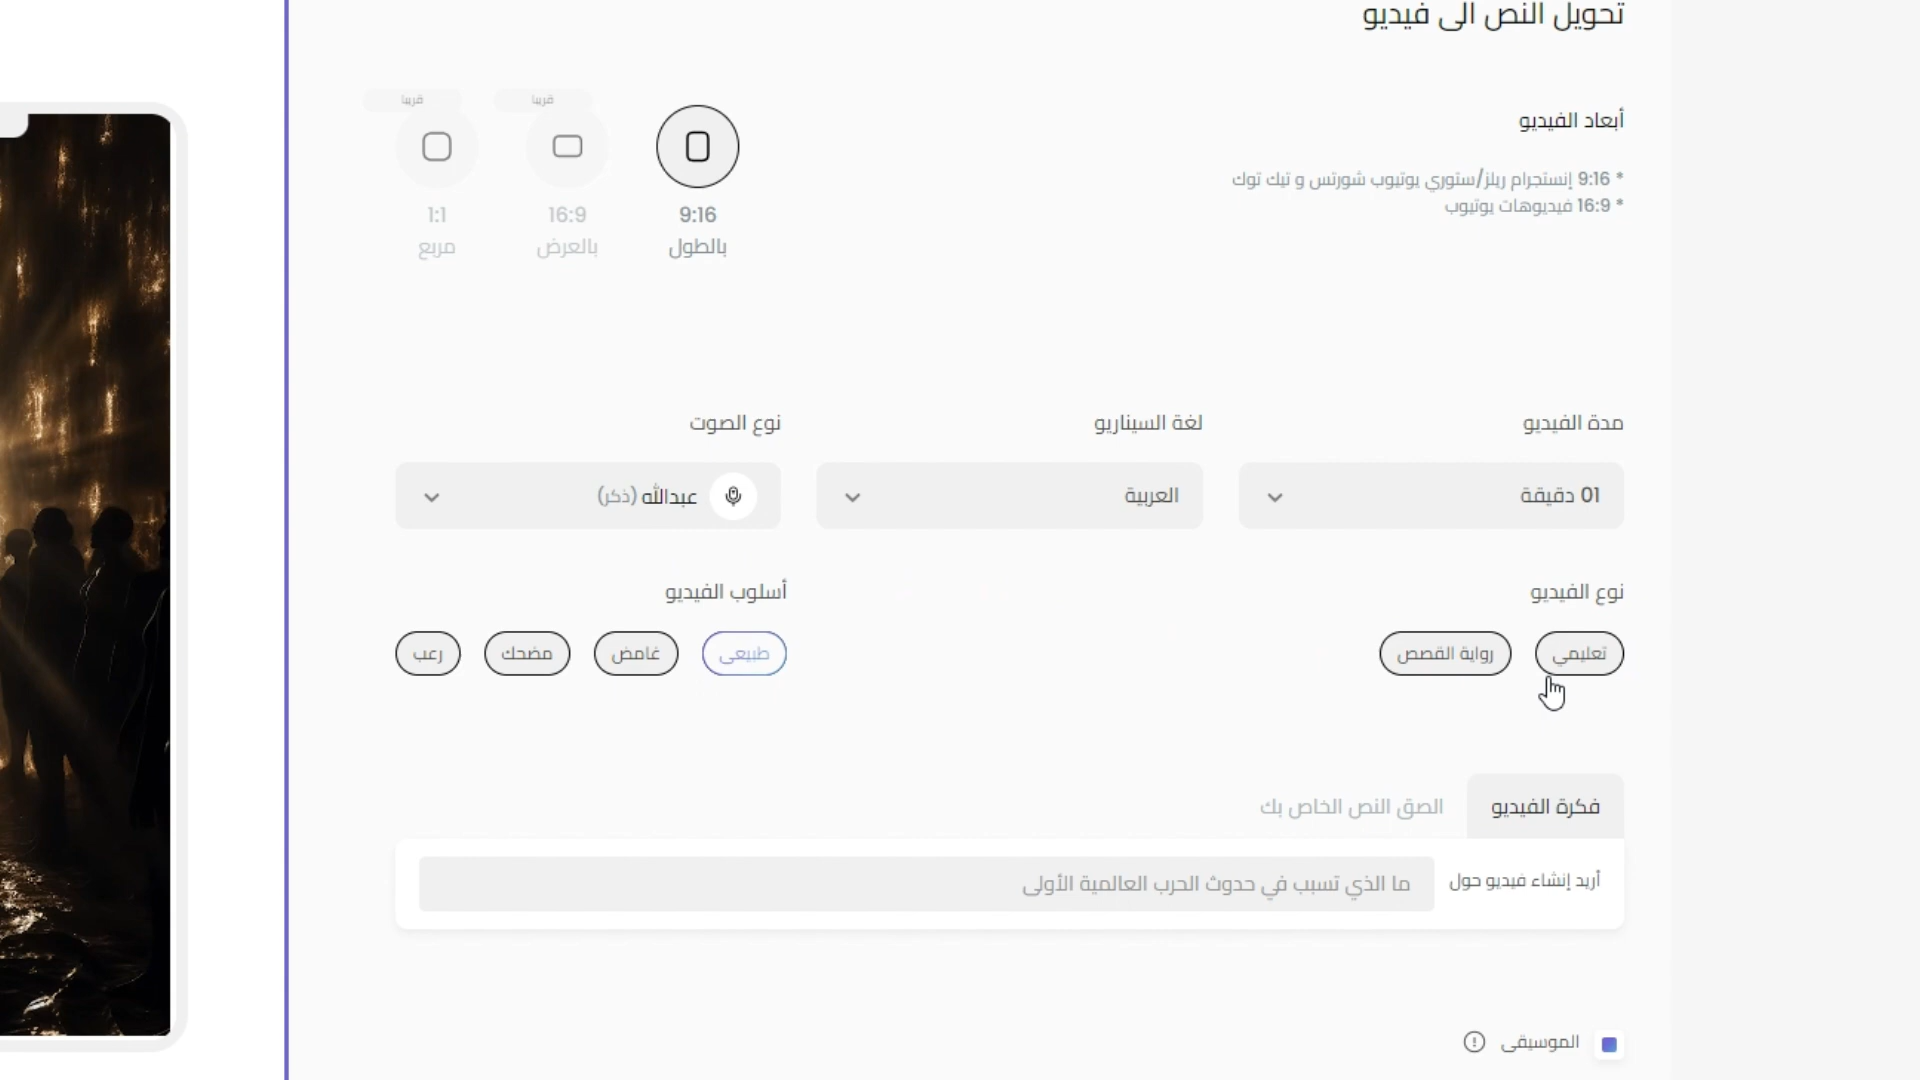 تحويل النص الى فيديو
أبعاد الفيديو
* 9:16 إنستجرام ريلز/ستوري يوتيوب شورتس و تيك توك
* 16:9 فيديوهات يوتيوب
قريبا
قريبا
9:16
16:9
1:1
بالطول
بالعرض
مربع
مدة الفيديو
لغة السيناريو
نوع الصوت
01 دقيقة
العربية
عبدالله (ذكر)
نوع الفيديو
أسلوب الفيديو
تعليمي
رواية القصص
طبيعى
غامض
مضحك
رعب
فكرة الفيديو
الصق النص الخاص بك
أريد إنشاء فيديو حول
ما الذي تسبب في حدوث الحرب العالمية الأولى
الموسيقى